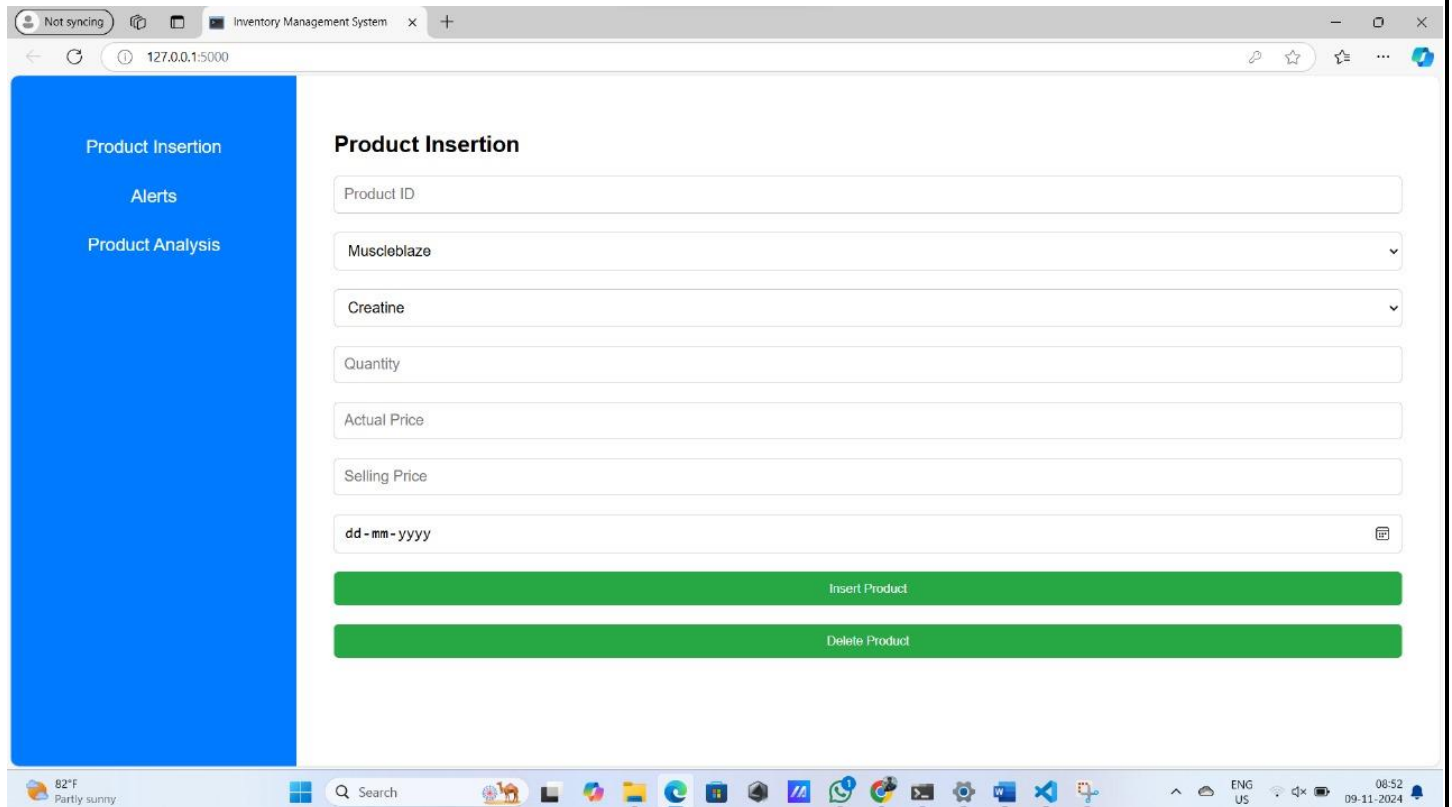 Not syncing
Inventory Management System
127.0.0.1:5000
Product Insertion
Alerts
Product Analysis
Product Insertion
Product ID
Muscleblaze
Creatine
Quantity
Actual Price
Selling Price
dd-mm-yyyy
Insert Product
Delete Product
82°F
Partly sunny
Search
ENG
US
08:52
09-11-2024